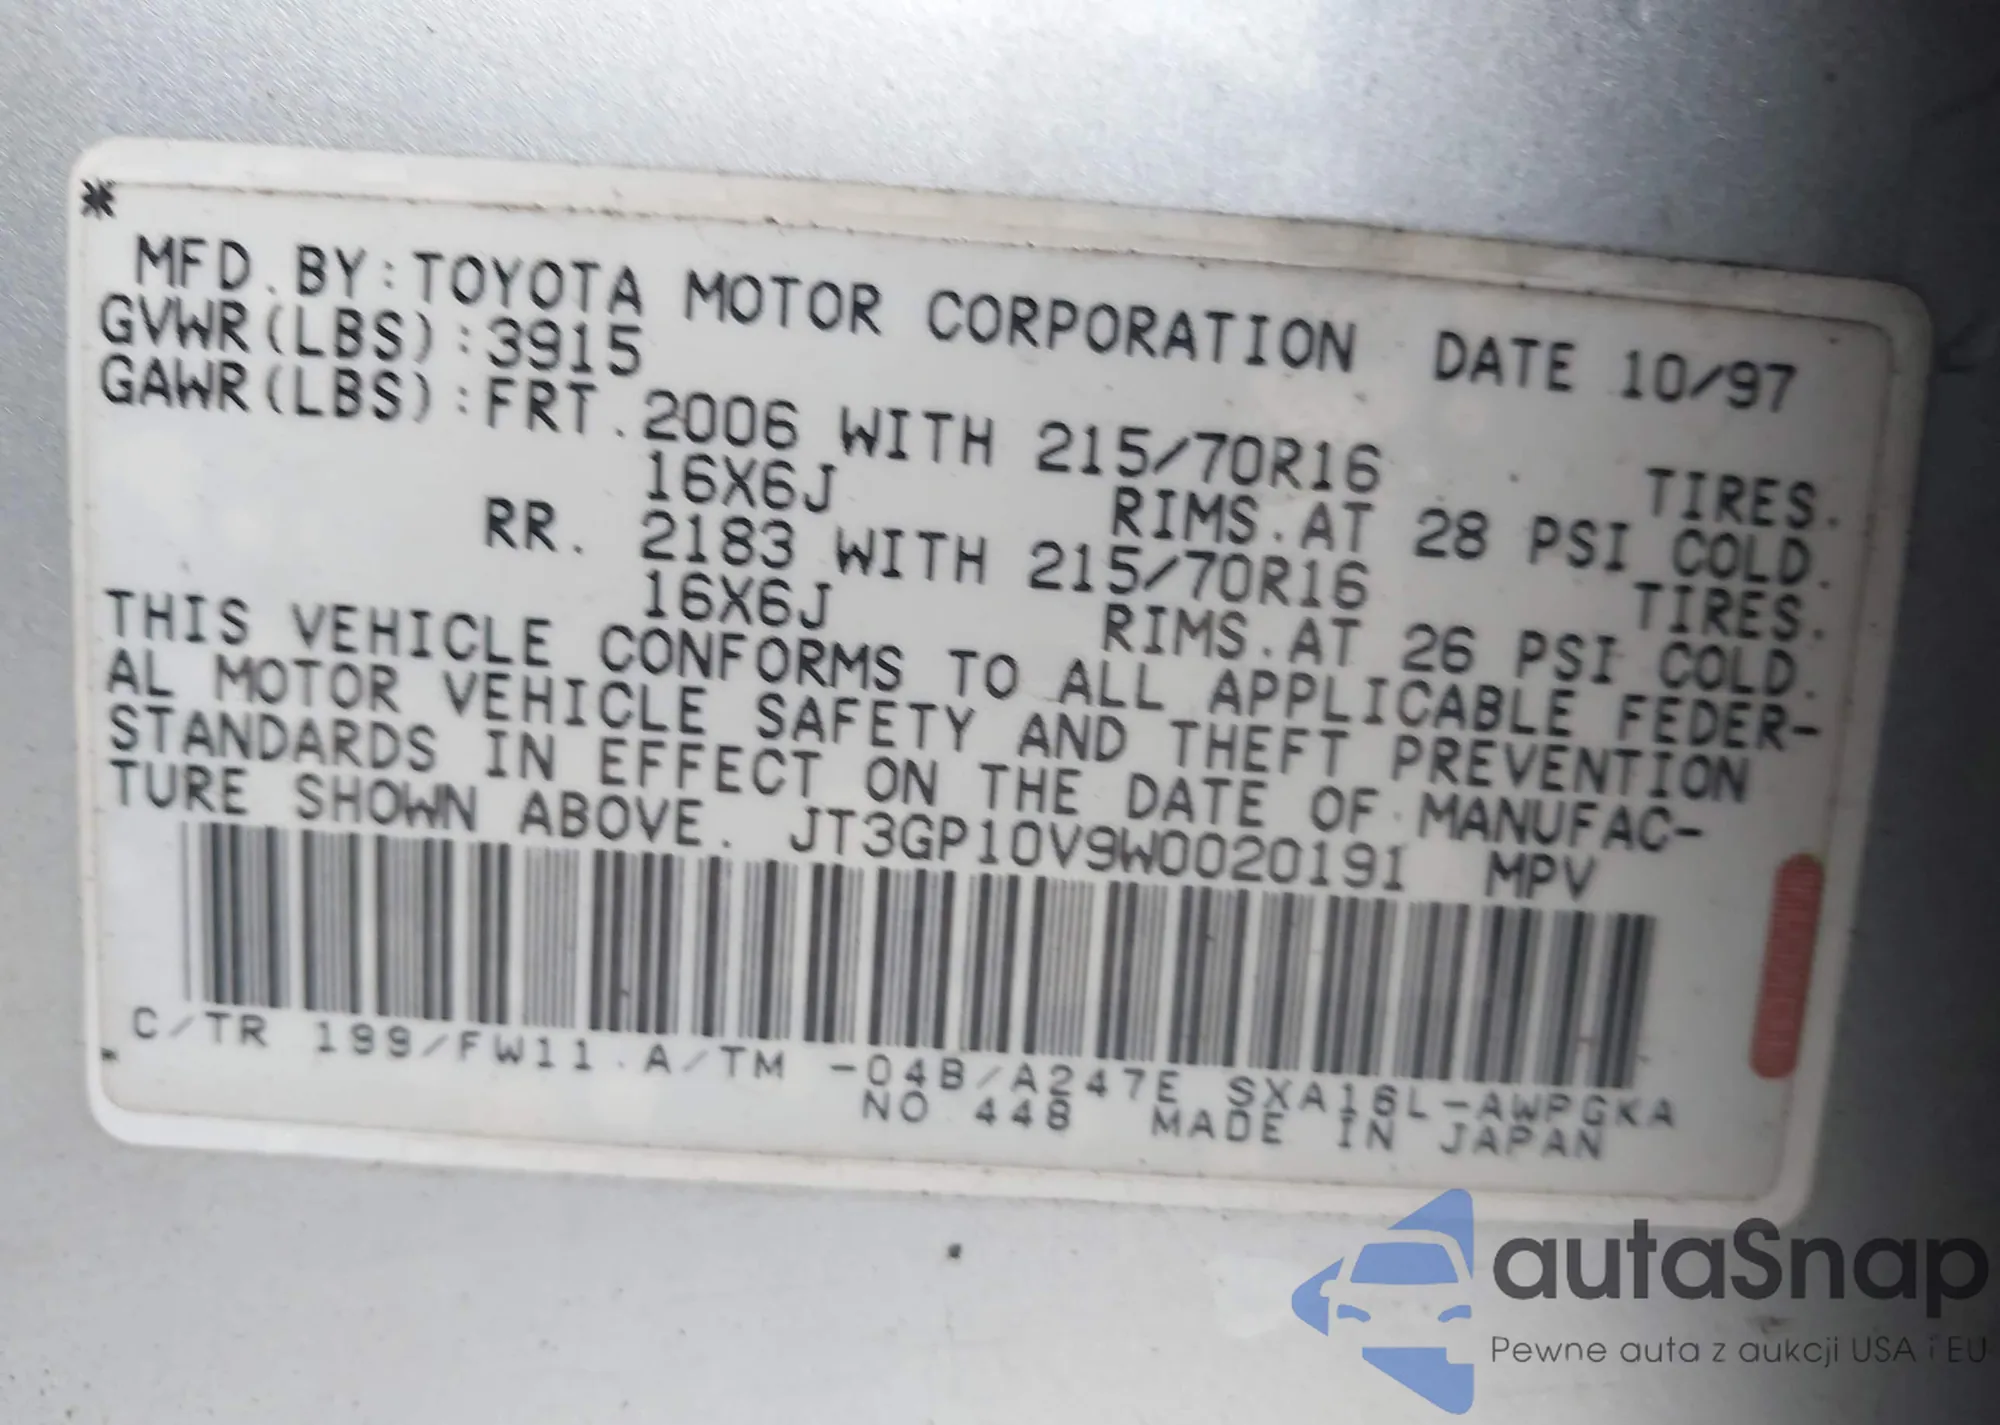 *
MFD.BY:TOYOTA MOTOR CORPORATION DATE 10/97
GVWR(LBS):3915
GAWR(LBS):FRT.2006 WITH 215/70R16 TIRES.
16X6J RIMS.AT 28 PSI COLD.
RR. 2183 WITH 215/70R16 TIRES.
16X6J RIMS.AT 26 PSI COLD.
THIS VEHICLE CONFORMS TO ALL APPLICABLE FEDER-
AL MOTOR VEHICLE SAFETY AND THEFT PREVENTION
STANDARDS IN EFFECT ON THE DATE OF MANUFAC-
TURE SHOWN ABOVE. JT3GP10V9W0020191 MPV
C/TR 199/FW11.A/TM -04B/A247E SXA16L-AWPGKA
NO 448 MADE IN JAPAN
autaSnap
Pewne auta z aukcji USA i EU